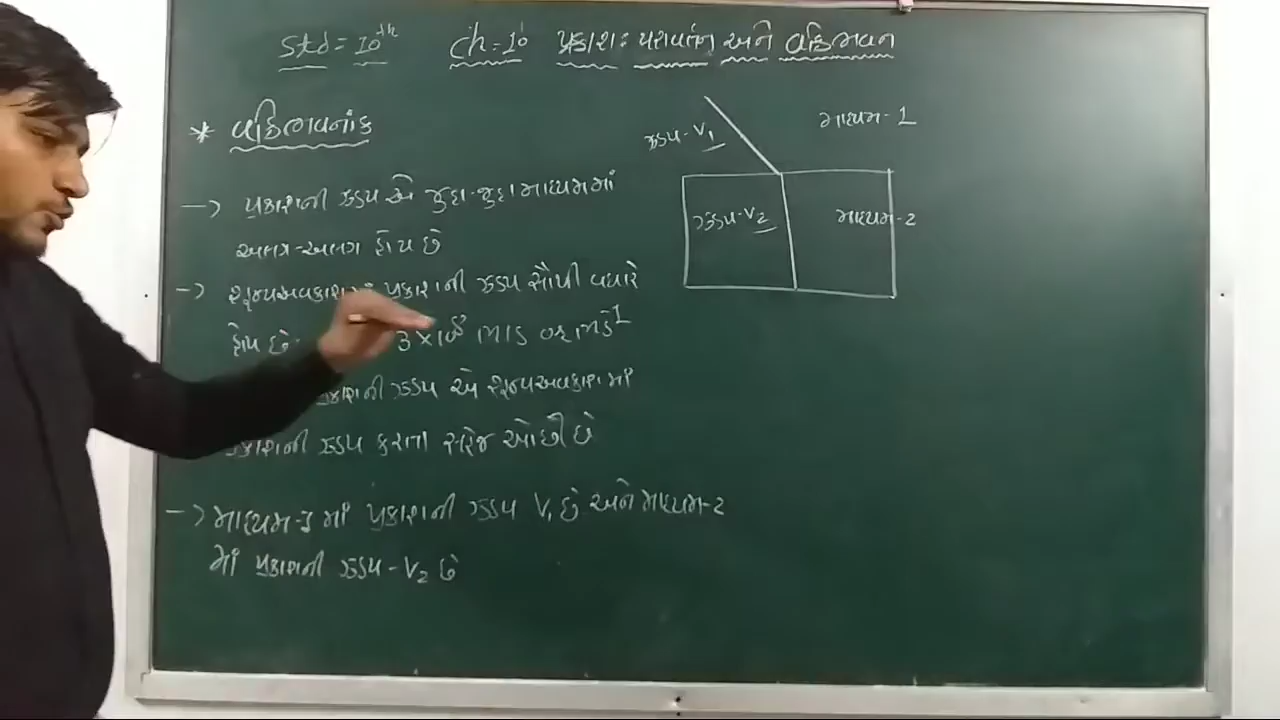 Std = 10th Ch-10 પ્રકાશ: પરાવર્તન અને વક્રિભવન
* વક્રિભવનાંક
-> પ્રકાશની ઝડપ એ જુદા-જુદા માધ્યમમાં
અલગ-અલગ હોય છે
-> શૂન્યઅવકાશમાં પ્રકાશની ઝડપ સૌથી વધારે
હોય છે. 3×10⁸
પ્રકાશની ઝડપ એ શૂન્યઅવકાશમાં
પ્રકાશની ઝડપ કરતા સહેજ ઓછી છે
-> માધ્યમ-1 માં પ્રકાશની ઝડપ V₁ છે અને માધ્યમ-2
માં પ્રકાશની ઝડપ-V₂ છે
ઝડપ-V₁
માધ્યમ-1
ઝડપ-V₂
માધ્યમ-2